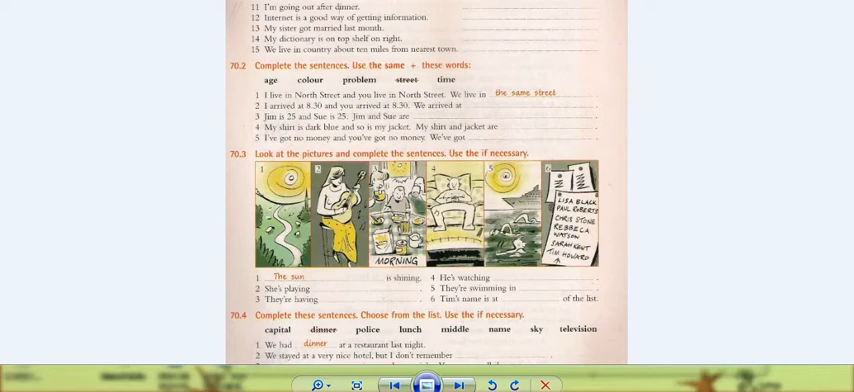 11 I'm going out after dinner.
12 Internet is a good way of getting information.
13 My sister got married last month.
14 My dictionary is on top shelf on right.
15 We live in country about ten miles from nearest town.
70.2 Complete the sentences. Use the same + these words:
age colour problem street time
1 I live in North Street and you live in North Street. We live in the same street .
2 I arrived at 8.30 and you arrived at 8.30. We arrived at .
3 Jim is 25 and Sue is 25. Jim and Sue are .
4 My shirt is dark blue and so is my jacket. My shirt and jacket are .
5 I've got no money and you've got no money. We've got .
70.3 Look at the pictures and complete the sentences. Use the if necessary.
1 2 3 4 5 6
LISA BLACK
PAUL ROBERTS
CHRIS STONE
REBBECA
WATSON
SARAH KENT
TIM HOWARD
MORNING
1 The sun is shining. 4 He's watching .
2 She's playing . 5 They're swimming in .
3 They're having . 6 Tim's name is at of the list.
70.4 Complete these sentences. Choose from the list. Use the if necessary.
capital dinner police lunch middle name sky television
1 We had dinner at a restaurant last night.
2 We stayed at a very nice hotel, but I don't remember .